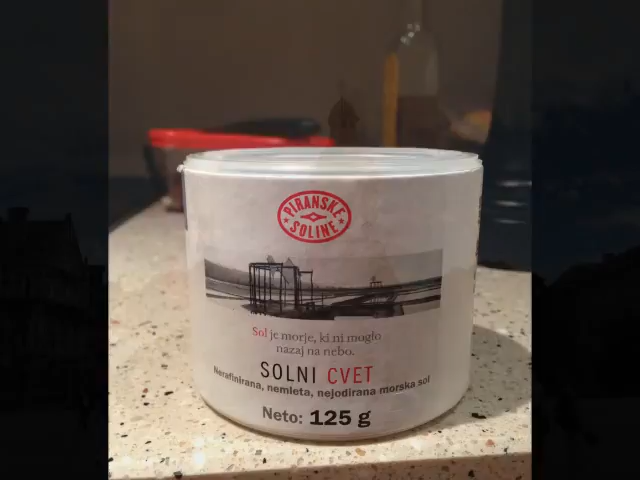 PIRANSKE
SOLINE
Sol je morje, ki ni moglo
nazaj na nebo.
SOLNI CVET
Nerafinirana, nemleta, nejodirana morska sol
Neto: 125 g